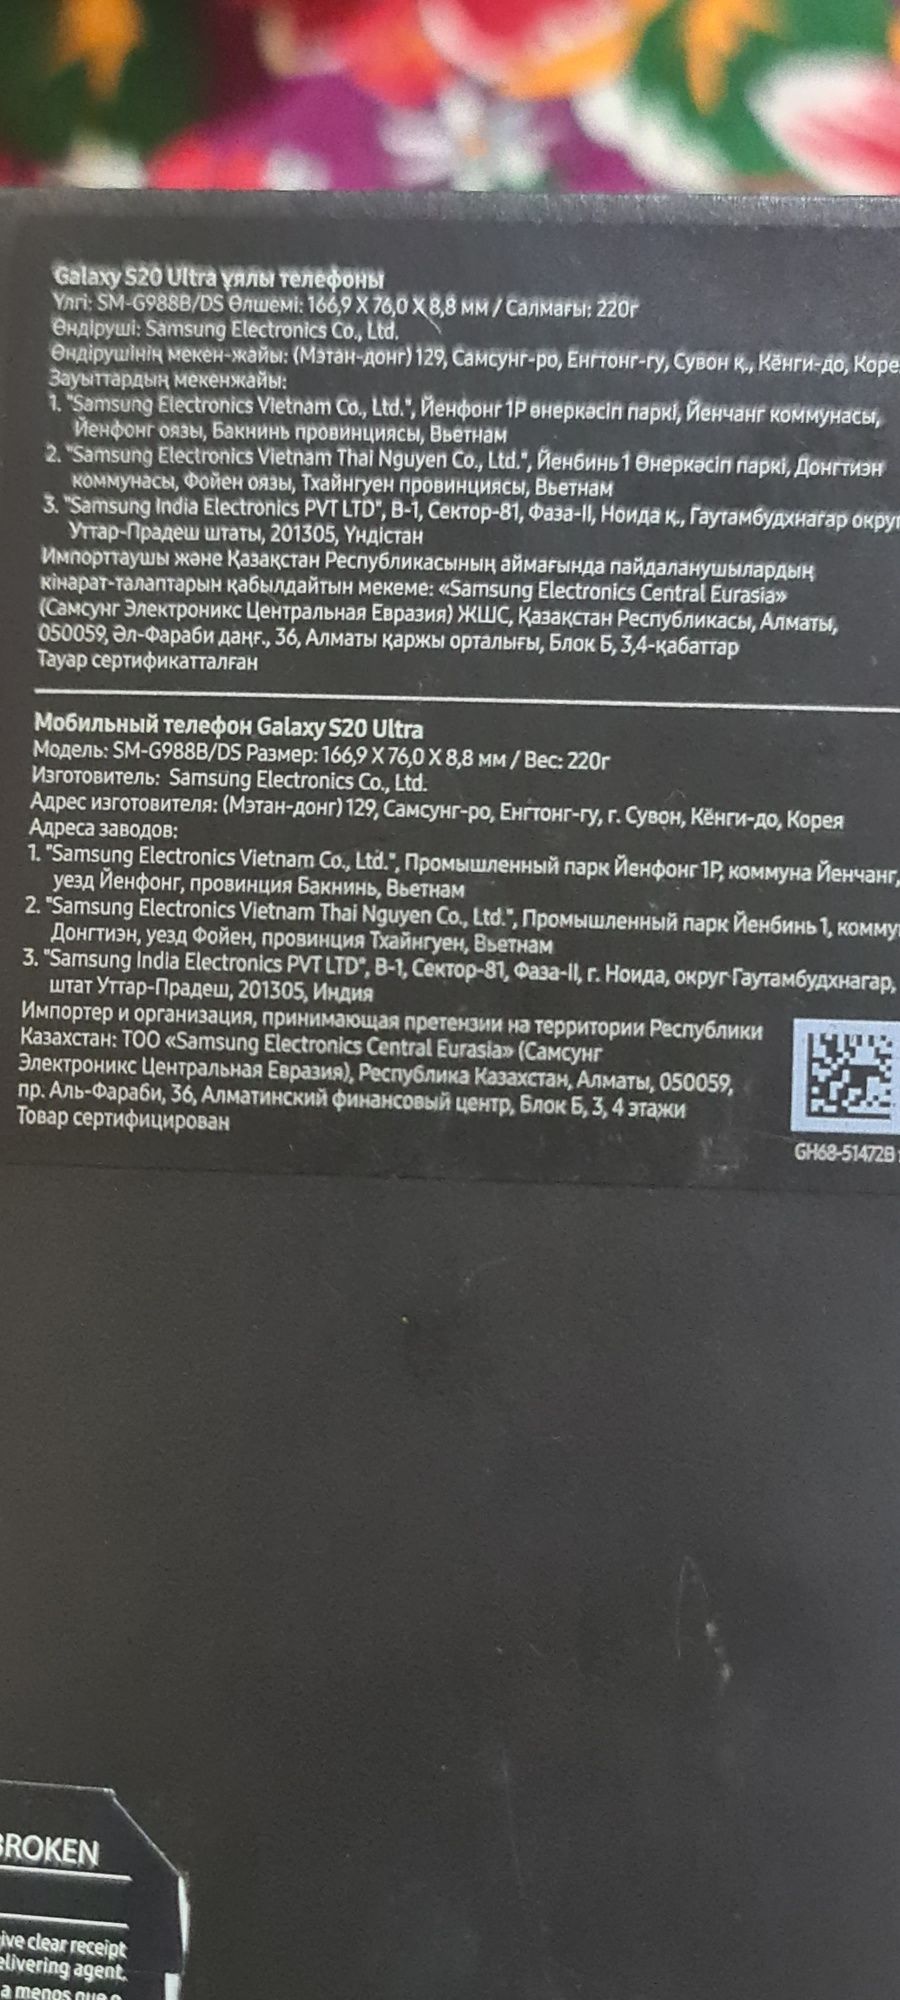 Galaxy S20 Ultra ұялы телефоны
Үлгі: SM-G988B/DS Өлшемі: 166,9 X 76,0 X 8,8 мм / Салмағы: 220г
Өндіруші: Samsung Electronics Co., Ltd.
Өндірушінің мекен-жайы: (Мэтан-донг) 129, Самсунг-ро, Енгтонг-гу, Сувон қ., Кёнги-до, Коре
Зауыттардың мекенжайы:
1. "Samsung Electronics Vietnam Co., Ltd.", Йенфонг 1P өнеркәсіп паркі, Йенчанг коммунасы,
Йенфонг оязы, Бакнинь провинциясы, Вьетнам
2. "Samsung Electronics Vietnam Thai Nguyen Co., Ltd.", Йенбинь 1 Өнеркәсіп паркі, Донгтиэн
коммунасы, Фойен оязы, Тхайнгуен провинциясы, Вьетнам
3. "Samsung India Electronics PVT LTD", B-1, Сектор-81, Фаза-II, Ноида қ., Гаутамбудхнагар округ
Уттар-Прадеш штаты, 201305, Үндістан
Импорттаушы және Қазақстан Республикасының аймағында пайдаланушылардың
кінарат-талаптарын қабылдайтын мекеме: «Samsung Electronics Central Eurasia»
(Самсунг Электроникс Центральная Евразия) ЖШС, Қазақстан Республикасы, Алматы,
050059, Әл-Фараби даңғ., 36, Алматы қаржы орталығы, Блок Б, 3,4-қабаттар
Тауар сертификатталған
Мобильный телефон Galaxy S20 Ultra
Модель: SM-G988B/DS Размер: 166,9 X 76,0 X 8,8 мм / Вес: 220г
Изготовитель: Samsung Electronics Co., Ltd.
Адрес изготовителя: (Мэтан-донг) 129, Самсунг-ро, Енгтонг-гу, г. Сувон, Кёнги-до, Корея
Адреса заводов:
1. "Samsung Electronics Vietnam Co., Ltd.", Промышленный парк Йенфонг 1P, коммуна Йенчанг,
уезд Йенфонг, провинция Бакнинь, Вьетнам
2. "Samsung Electronics Vietnam Thai Nguyen Co., Ltd.", Промышленный парк Йенбинь 1, комму
Донгтиэн, уезд Фойен, провинция Тхайнгуен, Вьетнам
3. "Samsung India Electronics PVT LTD", B-1, Сектор-81, Фаза-II, г. Ноида, округ Гаутамбудхнагар,
штат Уттар-Прадеш, 201305, Индия
Импортер и организация, принимающая претензии на территории Республики
Казахстан: ТОО «Samsung Electronics Central Eurasia» (Самсунг
Электроникс Центральная Евразия), Республика Казахстан, Алматы, 050059,
пр. Аль-Фараби, 36, Алматинский финансовый центр, Блок Б, 3, 4 этажи
Товар сертифицирован
GH68-51472B
BROKEN
ive clear receipt
elivering agent.
a menos que o